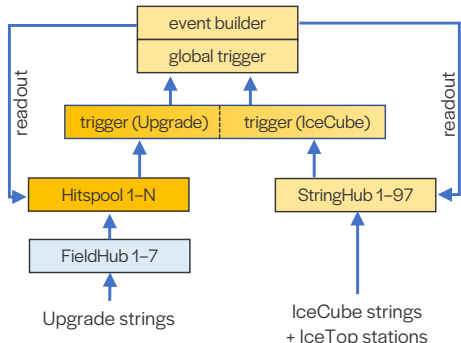 event builder
global trigger
readout
readout
trigger (Upgrade)
trigger (IceCube)
Hitspool 1–N
StringHub 1–97
FieldHub 1–7
Upgrade strings
IceCube strings
+ IceTop stations